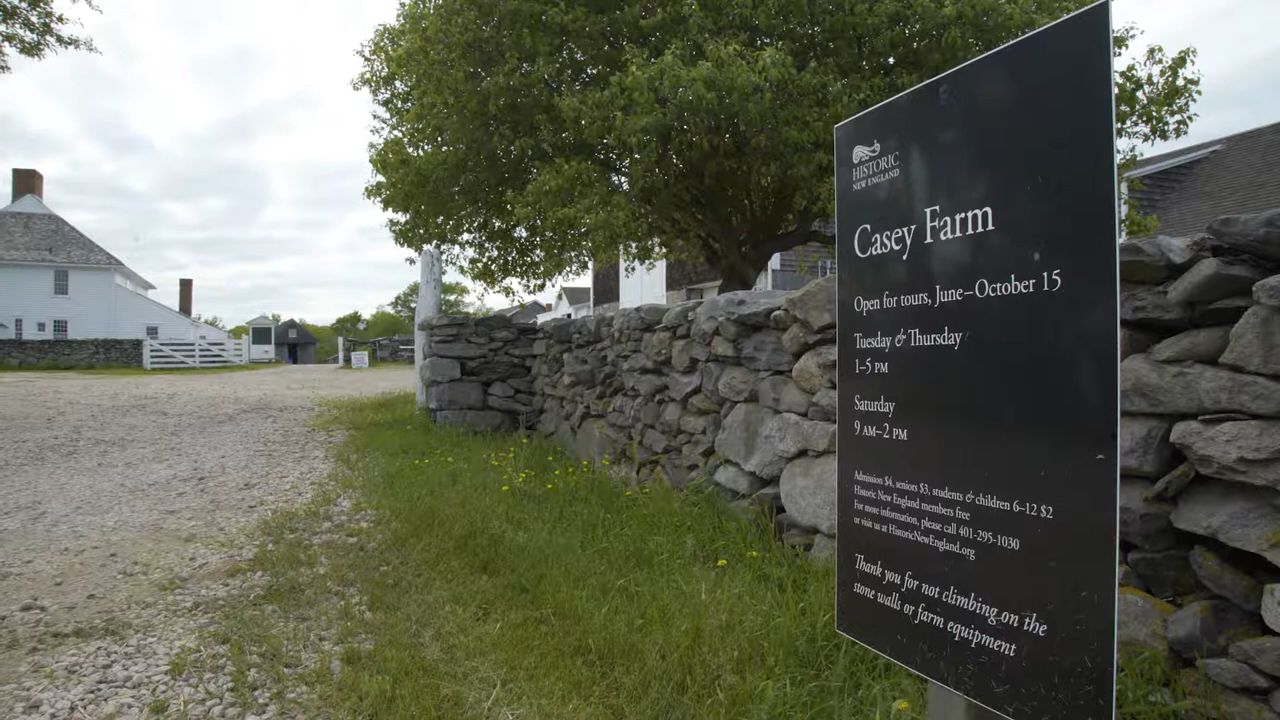 HISTORIC
NEW ENGLAND
Casey Farm
Open for tours, June–October 15
Tuesday & Thursday
1–5 PM
Saturday
9 AM–2 PM
Admission $4, seniors $3, students & children 6–12 $2
Historic New England members free
For more information, please call 401-295-1030
or visit us at HistoricNewEngland.org
Thank you for not climbing on the
stone walls or farm equipment